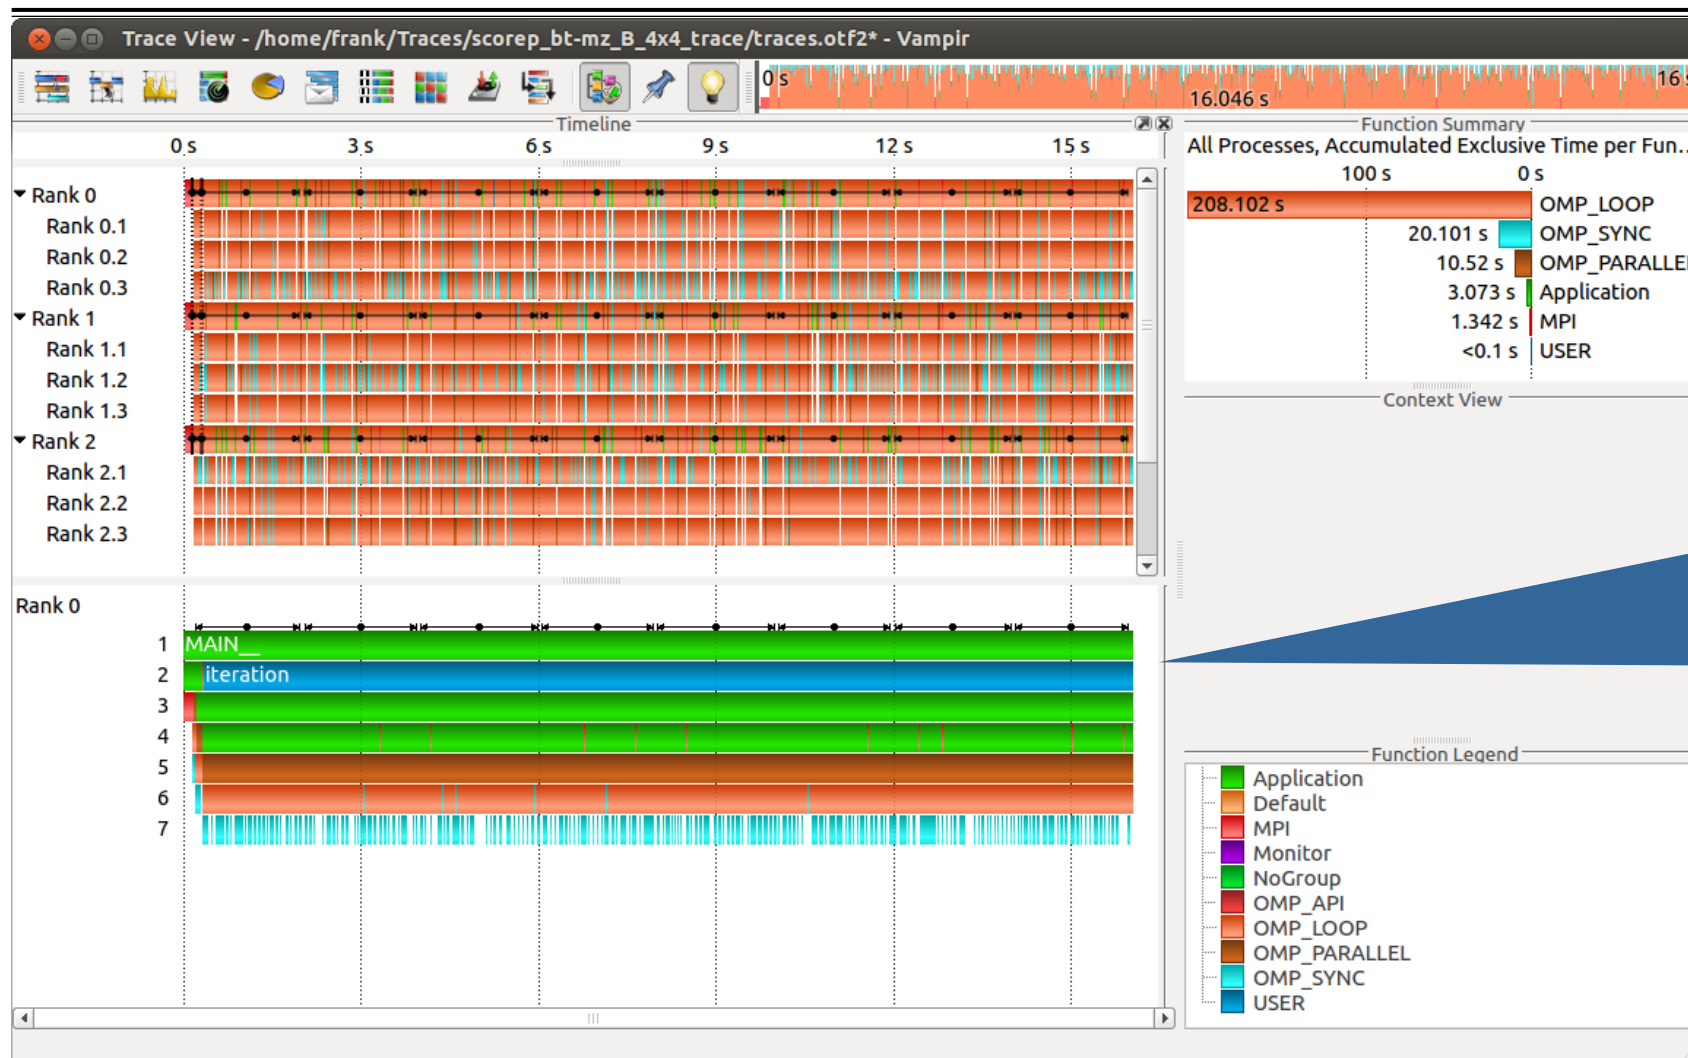 Trace View - /home/frank/Traces/scorep_bt-mz_B_4x4_trace/traces.otf2* - Vampir
0 s
16 s
16.046 s
Timeline
0 s 3 s 6 s 9 s 12 s 15 s
Rank 0
Rank 0.1
Rank 0.2
Rank 0.3
Rank 1
Rank 1.1
Rank 1.2
Rank 1.3
Rank 2
Rank 2.1
Rank 2.2
Rank 2.3
Rank 0
1 MAIN__
2 iteration
3
4
5
6
7
Function Summary
All Processes, Accumulated Exclusive Time per Fun..
100 s 0 s
208.102 s OMP_LOOP
20.101 s OMP_SYNC
10.52 s OMP_PARALLEL
3.073 s Application
1.342 s MPI
<0.1 s USER
Context View
Function Legend
Application
Default
MPI
Monitor
NoGroup
OMP_API
OMP_LOOP
OMP_PARALLEL
OMP_SYNC
USER